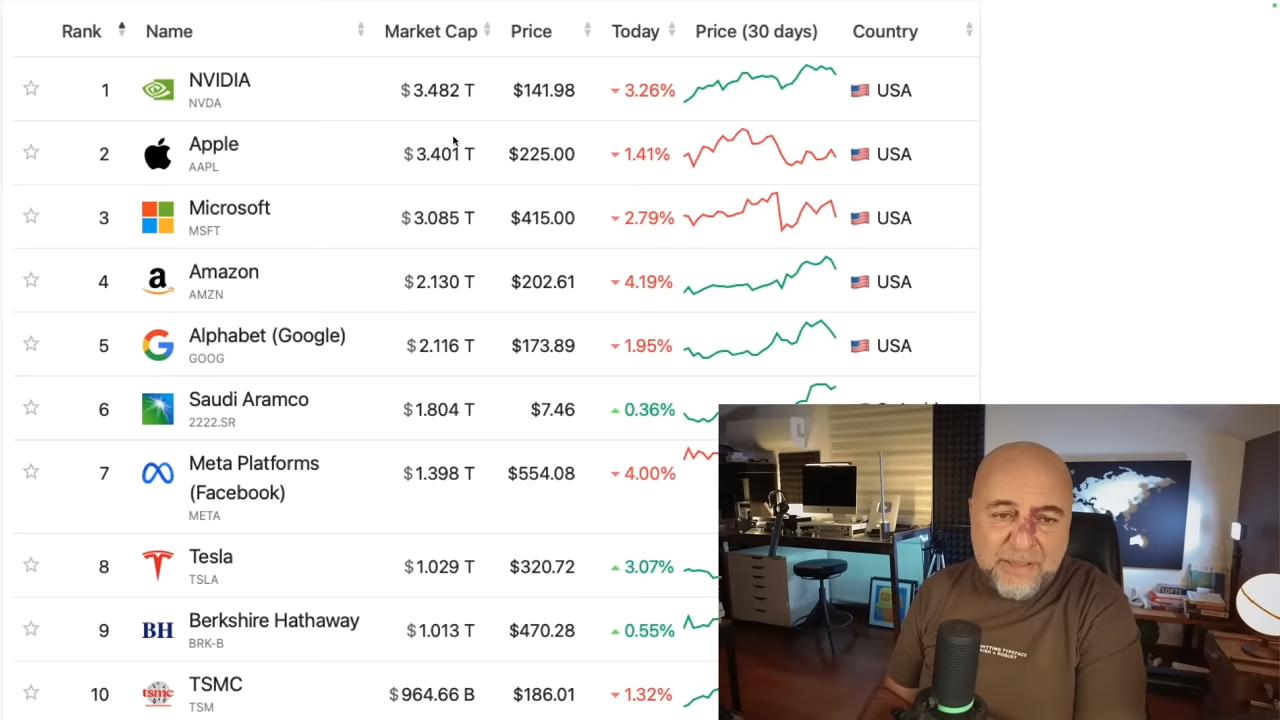 Rank Name Market Cap Price Today Price (30 days) Country
1 NVIDIA $ 3.482 T $141.98 3.26% USA
NVDA
2 Apple $ 3.401 T $225.00 1.41% USA
AAPL
3 Microsoft $ 3.085 T $415.00 2.79% USA
MSFT
4 Amazon $ 2.130 T $202.61 4.19% USA
AMZN
5 Alphabet (Google) $ 2.116 T $173.89 1.95% USA
GOOG
6 Saudi Aramco $ 1.804 T $7.46 0.36%
2222.SR
7 Meta Platforms $ 1.398 T $554.08 4.00%
(Facebook)
META
8 Tesla $ 1.029 T $320.72 3.07%
TSLA
9 BH Berkshire Hathaway $ 1.013 T $470.28 0.55%
BRK-B
10 tsmc TSMC $ 964.66 B $186.01 1.32%
TSM